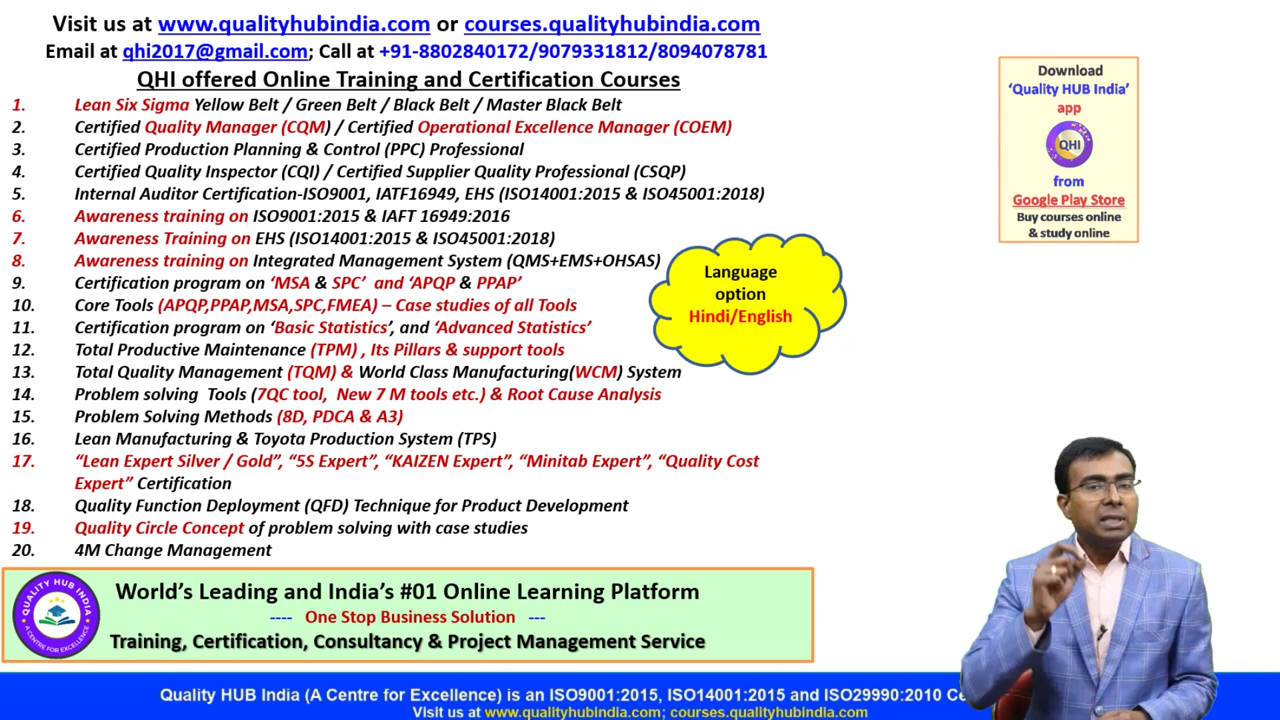 Visit us at www.qualityhubindia.com or courses.qualityhubindia.com
Email at qhi2017@gmail.com; Call at +91-8802840172/9079331812/8094078781
QHI offered Online Training and Certification Courses
1. Lean Six Sigma Yellow Belt / Green Belt / Black Belt / Master Black Belt
2. Certified Quality Manager (CQM) / Certified Operational Excellence Manager (COEM)
3. Certified Production Planning & Control (PPC) Professional
4. Certified Quality Inspector (CQI) / Certified Supplier Quality Professional (CSQP)
5. Internal Auditor Certification-ISO9001, IATF16949, EHS (ISO14001:2015 & ISO45001:2018)
6. Awareness training on ISO9001:2015 & IAFT 16949:2016
7. Awareness Training on EHS (ISO14001:2015 & ISO45001:2018)
8. Awareness training on Integrated Management System (QMS+EMS+OHSAS)
9. Certification program on ‘MSA & SPC’ and ‘APQP & PPAP’
10. Core Tools (APQP,PPAP,MSA,SPC,FMEA) – Case studies of all Tools
11. Certification program on ‘Basic Statistics’, and ‘Advanced Statistics’
12. Total Productive Maintenance (TPM) , Its Pillars & support tools
13. Total Quality Management (TQM) & World Class Manufacturing(WCM) System
14. Problem solving Tools (7QC tool, New 7 M tools etc.) & Root Cause Analysis
15. Problem Solving Methods (8D, PDCA & A3)
16. Lean Manufacturing & Toyota Production System (TPS)
17. “Lean Expert Silver / Gold”, “5S Expert”, “KAIZEN Expert”, “Minitab Expert”, “Quality Cost
Expert” Certification
18. Quality Function Deployment (QFD) Technique for Product Development
19. Quality Circle Concept of problem solving with case studies
20. 4M Change Management
Language
option
Hindi/English
Download
‘Quality HUB India’
app
QHI
from
Google Play Store
Buy courses online
& study online
QUALITY HUB INDIA
A CENTRE FOR EXCELLENCE
World’s Leading and India’s #01 Online Learning Platform
---- One Stop Business Solution ---
Training, Certification, Consultancy & Project Management Service
Quality HUB India (A Centre for Excellence) is an ISO9001:2015, ISO14001:2015 and ISO29990:2010
Visit us at www.qualityhubindia.com; courses.qualityhubindia.com